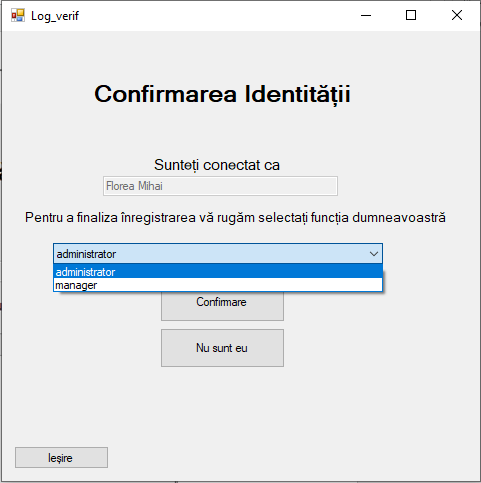 Log_verif
Confirmarea Identității
Sunteți conectat ca
Florea Mihai
Pentru a finaliza înregistrarea vă rugăm selectați funcția dumneavoastră
administrator
administrator
manager
Confirmare
Nu sunt eu
Ieșire